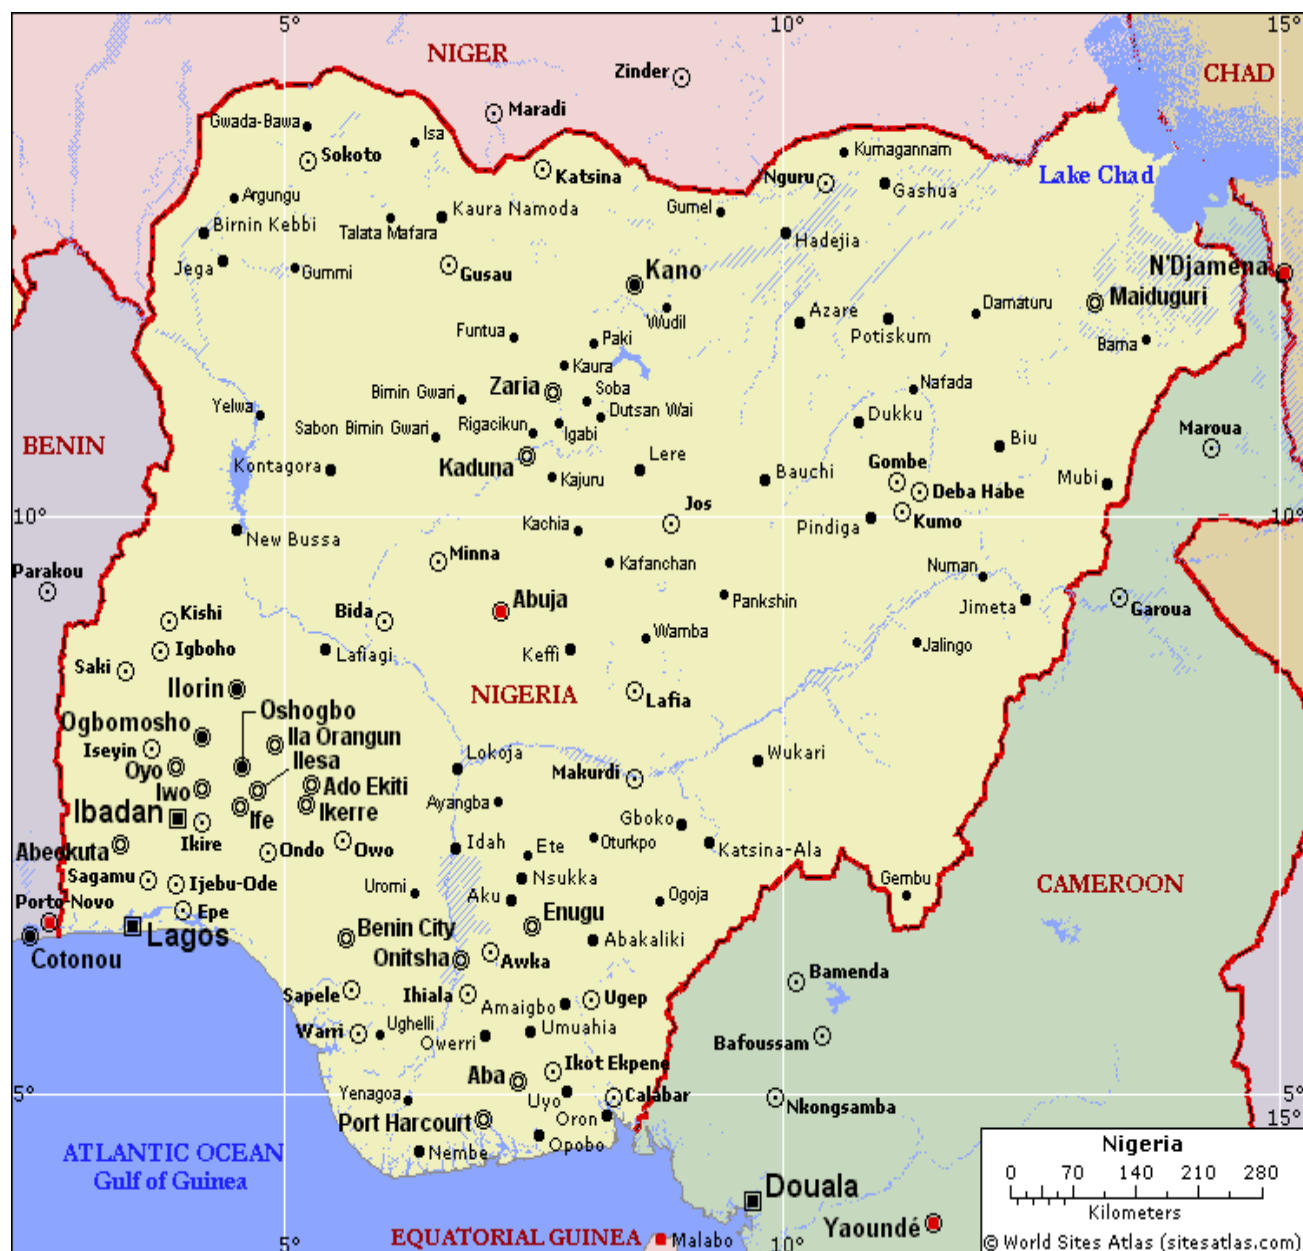 5°
10°
15°
NIGER
Zinder
CHAD
Maradi
Gwada-Bawa
Isa
Sokoto
Katsina
Kumagannam
Nguru
Gashua
Lake Chad
Argungu
Birnin Kebbi
Talata Mafara
Kaura Namoda
Gumel
Hadejia
Jega
Gummi
Gusau
Kano
N'Djamena
Maiduguri
Wudil
Azare
Potiskum
Damaturu
Bama
Funtua
Paki
Kaura
Zaria
Soba
Bimin Gwari
Dutsan Wai
Nafada
Yelwa
Sabon Bimin Gwari
Rigacikun
Igabi
Dukku
BENIN
Biu
Maroua
Kontagora
Kaduna
Kajuru
Lere
Bauchi
Gombe
Deba Habe
Mubi
Jos
Kumo
10°
New Bussa
Kachia
Pindiga
10°
Minna
Kafanchan
Numan
Parakou
Abuja
Pankshin
Jimeta
Garoua
Kishi
Bida
Igboho
Lafiagi
Keffi
Wamba
Jalingo
Saki
Ilorin
NIGERIA
Lafia
Ogbomosho
Oshogbo
Ila Orangun
Iseyin
Ilesa
Oyo
Lokoja
Makurdi
Wukari
Iwo
Ado Ekiti
Ibadan
Ife
Ikerre
Ayangba
Gboko
Ikire
Oturkpo
Abeokuta
Ondo
Owo
Idah
Ete
Katsina-Ala
Sagamu
Ijebu-Ode
Uromi
Nsukka
Gembu
CAMEROON
Aku
Ogoja
Porto-Novo
Epe
Enugu
Lagos
Benin City
Abakaliki
Cotonou
Onitsha
Awka
Bamenda
Sapele
Ihiala
Amaigbo
Ugep
Warri
Ughelli
Owerri
Umuahia
Bafoussam
Ikot Ekpene
Aba
5°
Yenagoa
Uyo
Calabar
Nkongsamba
5°
Port Harcourt
Oron
15°
ATLANTIC OCEAN
Nembe
Opobo
Gulf of Guinea
Douala
Yaoundé
EQUATORIAL GUINEA
Malabo
5°
10°
Nigeria
0 70 140 210 280
Kilometers
© World Sites Atlas (sitesatlas.com)